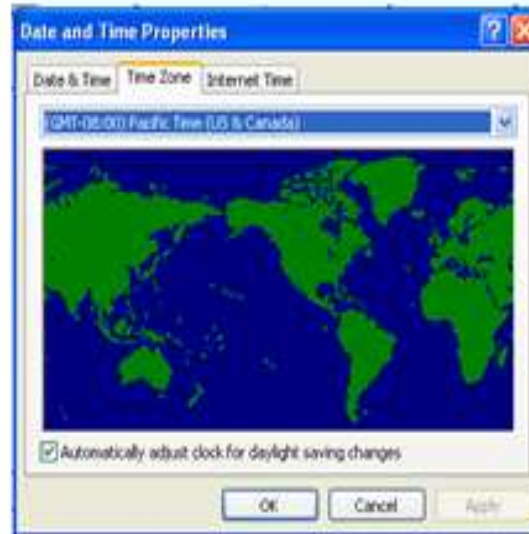 Date and Time Properties
Date & Time Time Zone Internet Time
(GMT-08:00) Pacific Time (US & Canada)
Automatically adjust clock for daylight saving changes
OK Cancel Apply